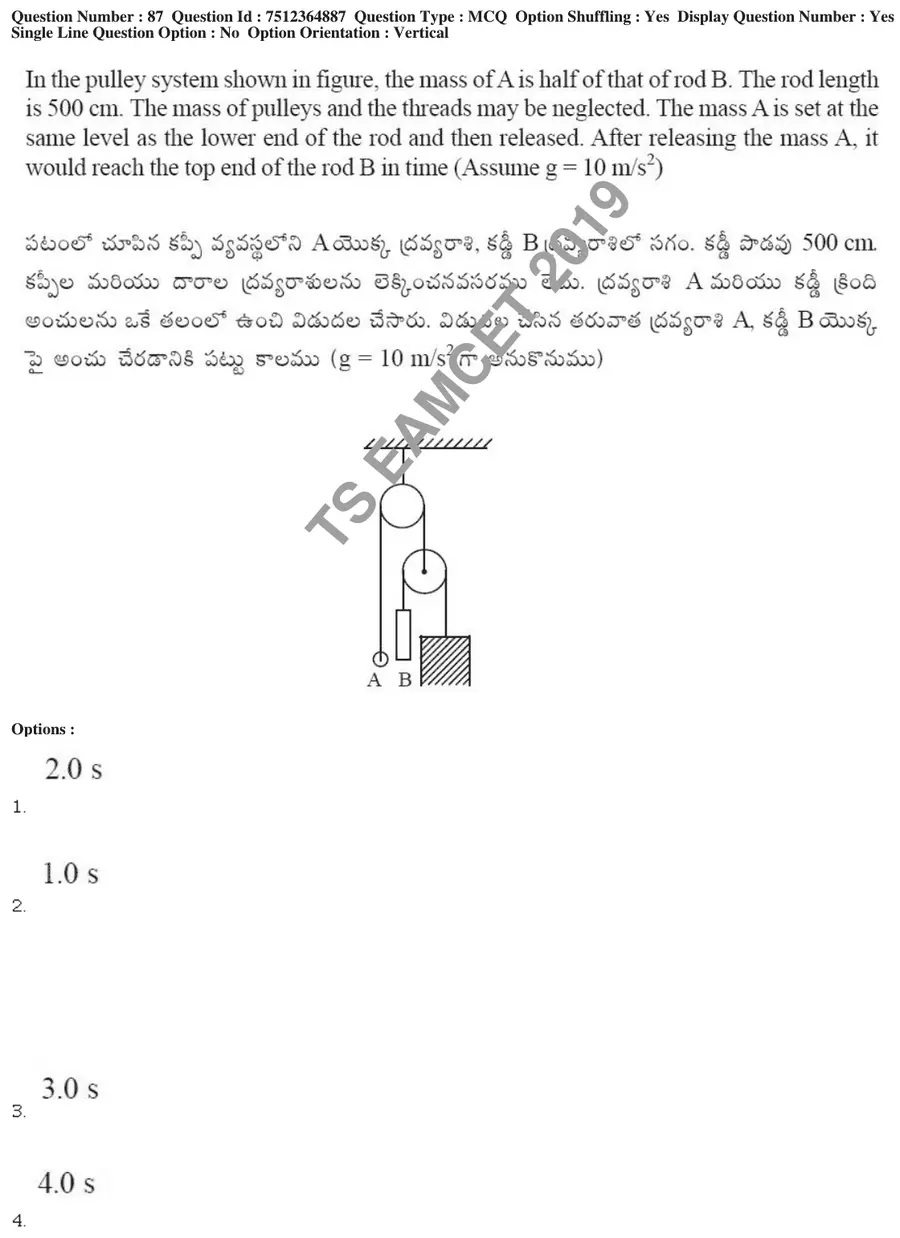 Question Number : 87 Question Id : 7512364887 Question Type : MCQ Option Shuffling : Yes Display Question Number : Yes
Single Line Question Option : No Option Orientation : Vertical
In the pulley system shown in figure, the mass of A is half of that of rod B. The rod length
is 500 cm. The mass of pulleys and the threads may be neglected. The mass A is set at the
same level as the lower end of the rod and then released. After releasing the mass A, it
would reach the top end of the rod B in time (Assume g = 10 m/s²)
పటంలో చూపిన కప్పీ వ్యవస్థలోని A యొక్క ద్రవ్యరాశి, కడ్డీ B ద్రవ్యరాశిలో సగం. కడ్డీ పొడవు 500 cm.
కప్పీల మరియు దారాల ద్రవ్యరాశులను లెక్కించనవసరము లేదు. ద్రవ్యరాశి A మరియు కడ్డీ క్రింది
అంచులను ఒకే తలంలో ఉంచి విడుదల చేసారు. విడుదల చేసిన తరువాత ద్రవ్యరాశి A, కడ్డీ B యొక్క
పై అంచు చేరడానికి పట్టు కాలము (g = 10 m/s² గా అనుకొనుము)
TS EAMCET 2019
A B
Options :
2.0 s
1.
1.0 s
2.
3.0 s
3.
4.0 s
4.